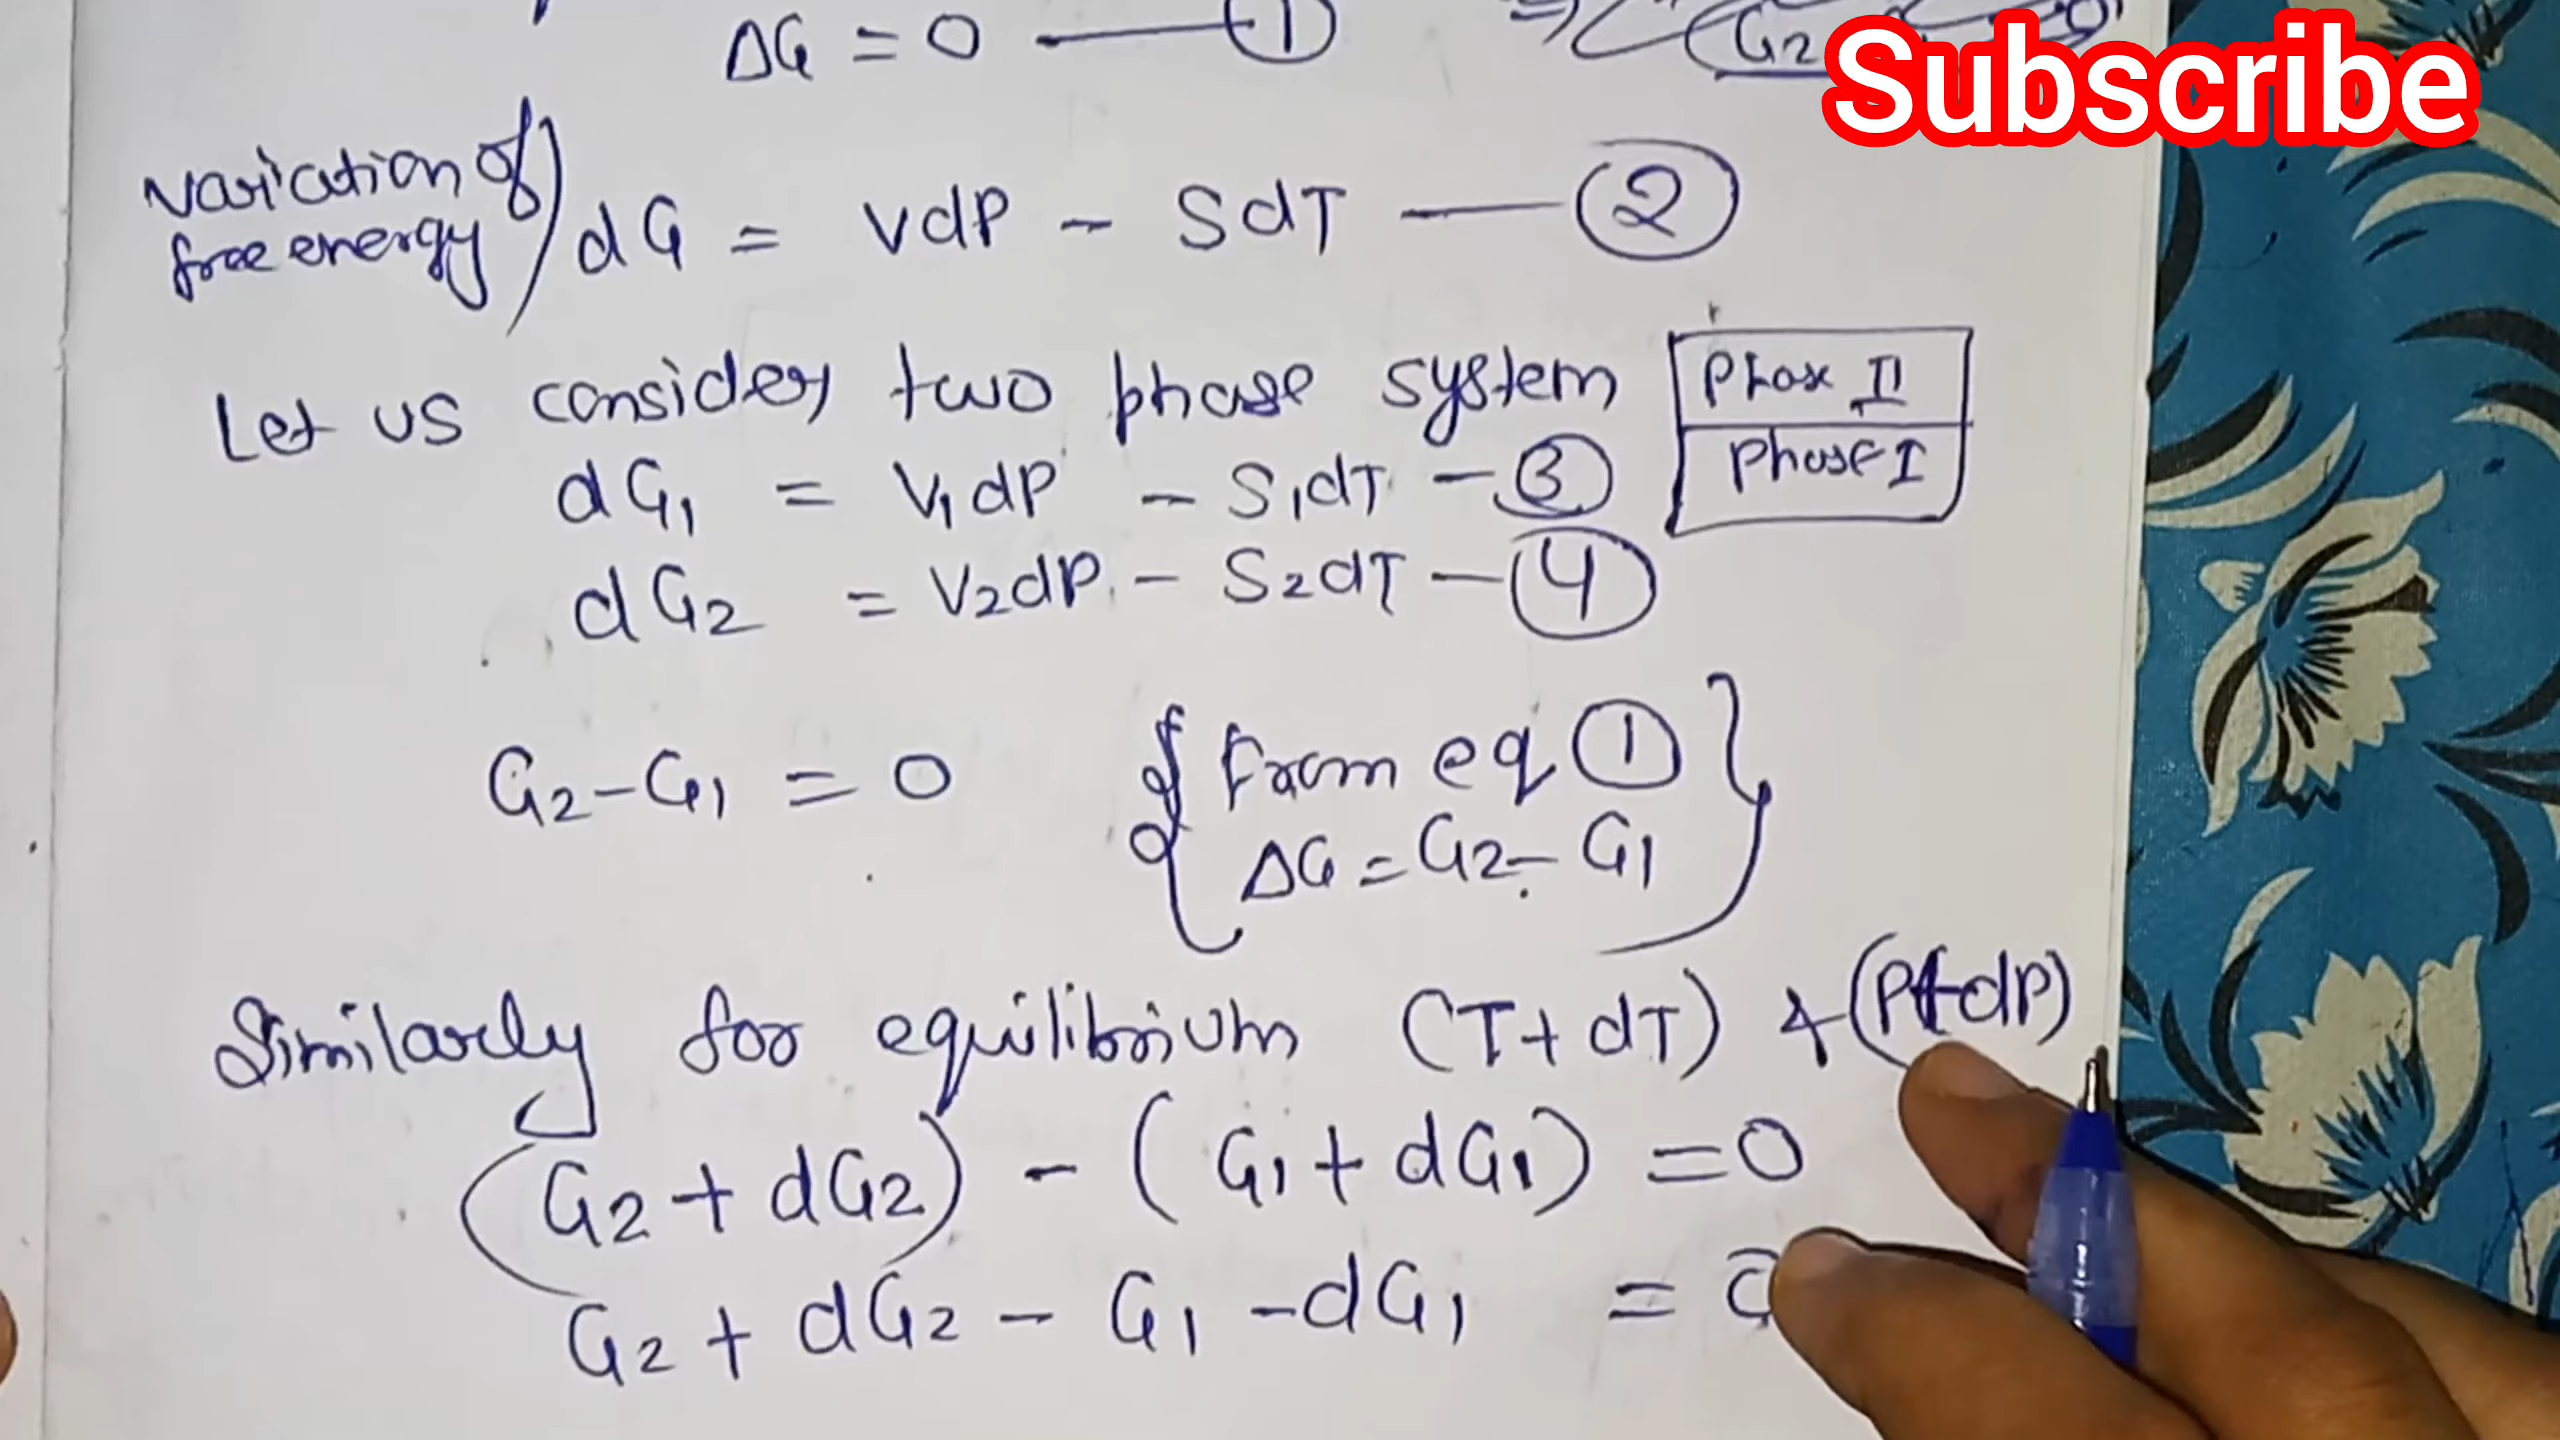 ΔG = 0 — ①
⇒ G2
Subscribe
variation of free energy) dG = VdP - SdT — ②
Let us consider two phase system
Phase II
Phase I
dG1 = V1dP - S1dT - ③
dG2 = V2dP - S2dT - ④
G2-G1 = 0 { From eq ①
ΔG = G2 - G1 }
Similarly for equilibrium (T+dT) & (P+dP)
(G2 + dG2) - (G1 + dG1) = 0
G2 + dG2 - G1 - dG1 = 0